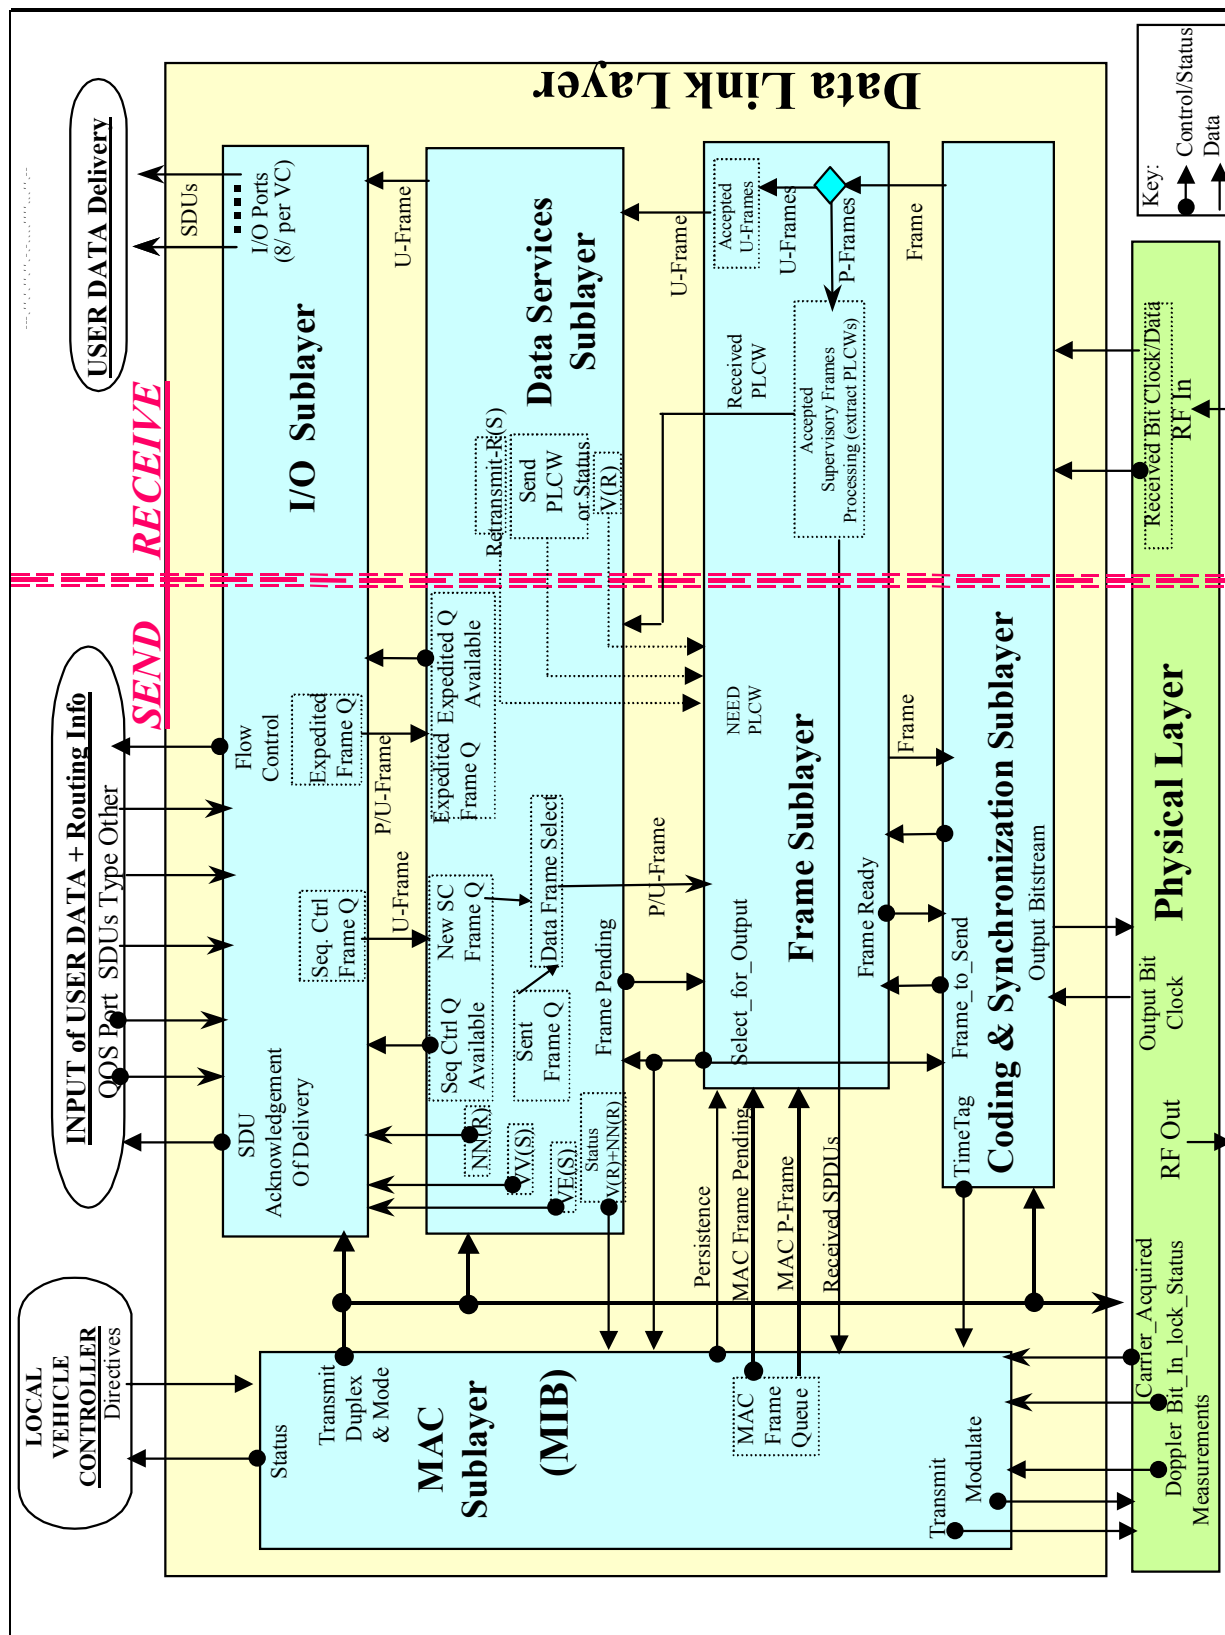 Data Link Layer
LOCAL
VEHICLE
CONTROLLER
Directives
INPUT of USER DATA + Routing Info
QOS Port SDUs Type Other
USER DATA Delivery
SDUs
SEND
RECEIVE
I/O Sublayer
SDU
Acknowledgement
Of Delivery
Seq. Ctrl
Frame Q
Flow
Control
Expedited
Frame Q
I/O Ports
(8/ per VC)
U-Frame
P/U-Frame
U-Frame
Data Services
Sublayer
NN(R)
VV(S)
VE(S)
Status
V(R)+NN(R)
Seq Ctrl Q
Available
New SC
Frame Q
Sent
Frame Q
Data Frame Select
Expedited
Frame Q
Expedited Q
Available
Frame Pending
Retransmit-R(S)
Send
PLCW
or Status
V(R)
P/U-Frame
U-Frame
Frame Sublayer
Select_for_Output
NEED
PLCW
Received
PLCW
Accepted
Supervisory Frames
Processing (extract PLCWs)
Accepted
U-Frames
U-Frames
P-Frames
Frame Ready
Frame
Frame
Coding & Synchronization Sublayer
TimeTag
Frame_to_Send
Output Bitstream
MAC
Sublayer
(MIB)
Status
Transmit
Duplex
& Mode
MAC
Frame
Queue
Transmit
Modulate
Persistence
MAC Frame Pending
MAC P-Frame
Received SPDUs
Physical Layer
Carrier_Acquired
Doppler Bit_In_lock_Status
Measurements
RF Out
Output Bit
Clock
Received Bit Clock/Data
RF In
Key:
Control/Status
Data